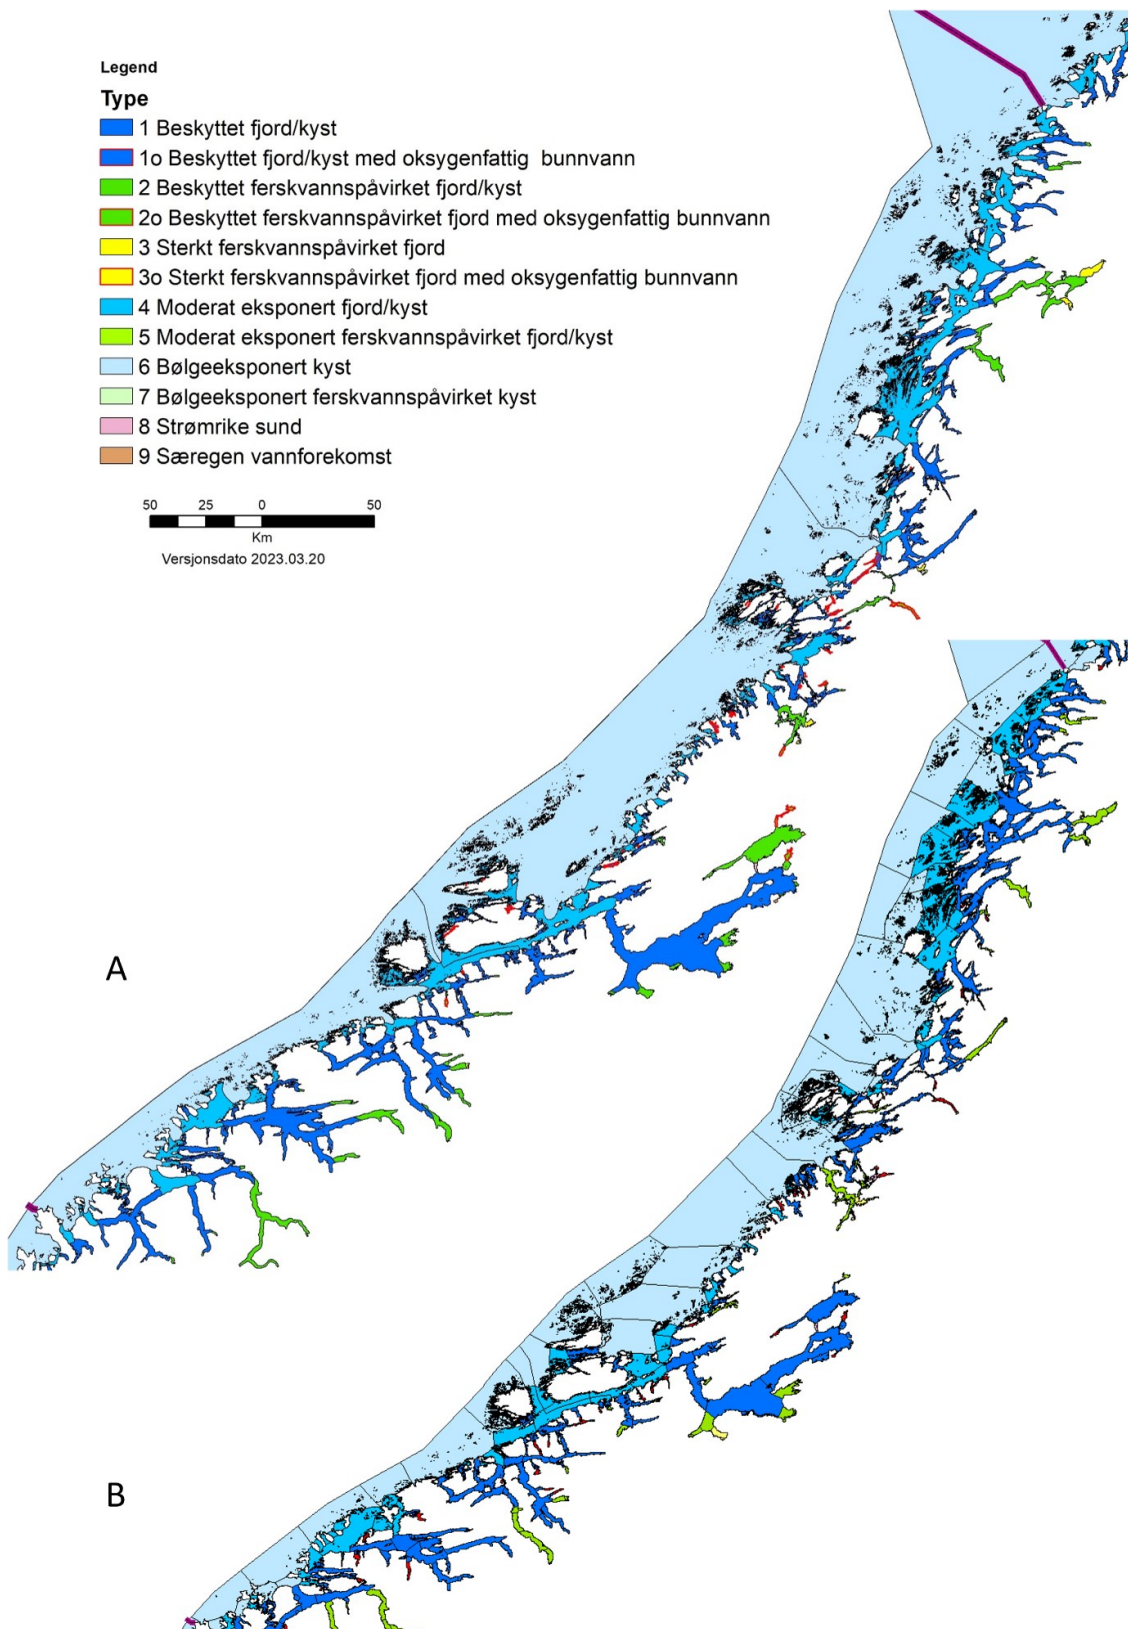 Legend
Type
1 Beskyttet fjord/kyst
1o Beskyttet fjord/kyst med oksygenfattig bunnvann
2 Beskyttet ferskvannspåvirket fjord/kyst
2o Beskyttet ferskvannspåvirket fjord med oksygenfattig bunnvann
3 Sterkt ferskvannspåvirket fjord
3o Sterkt ferskvannspåvirket fjord med oksygenfattig bunnvann
4 Moderat eksponert fjord/kyst
5 Moderat eksponert ferskvannspåvirket fjord/kyst
6 Bølgeeksponert kyst
7 Bølgeeksponert ferskvannspåvirket kyst
8 Strømrike sund
9 Særegen vannforekomst
50 25 0 50
Km
Versjonsdato 2023.03.20
A
B